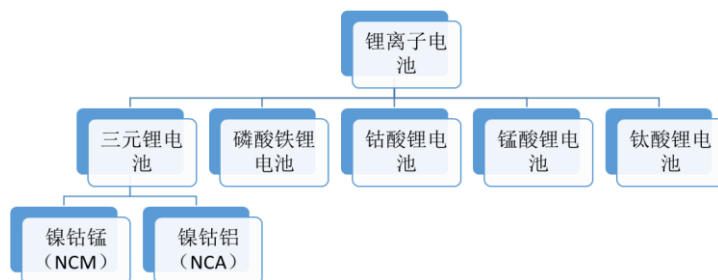 锂离子电
池
三元锂电
池
磷酸铁锂
电池
钴酸锂电
池
锰酸锂电
池
钛酸锂电
池
镍钴锰
（NCM）
镍钴铝
（NCA）